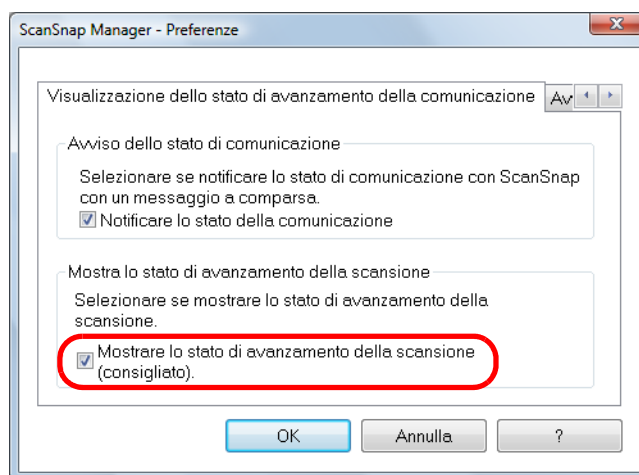 ScanSnap Manager - Preferenze
Visualizzazione dello stato di avanzamento della comunicazione
Avviso dello stato di comunicazione
Selezionare se notificare lo stato di comunicazione con ScanSnap
con un messaggio a comparsa.
Notificare lo stato della comunicazione
Mostra lo stato di avanzamento della scansione
Selezionare se mostrare lo stato di avanzamento della
scansione.
Mostrare lo stato di avanzamento della scansione
(consigliato).
OK Annulla ?